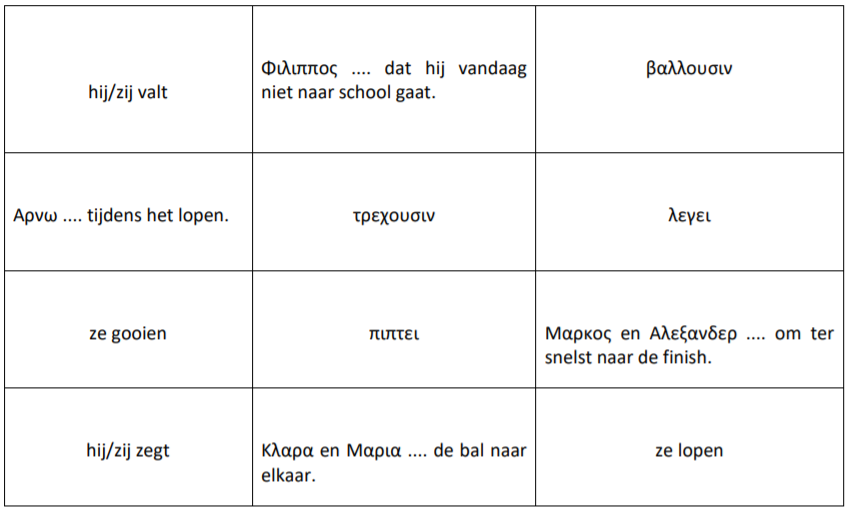 hij/zij valt
Φιλιππος .... dat hij vandaag
niet naar school gaat.
βαλλουσιν
Αρνω .... tijdens het lopen.
τρεχουσιν
λεγει
ze gooien
πιπτει
Μαρκος en Αλεξανδερ .... om ter
snelst naar de finish.
hij/zij zegt
Κλαρα en Μαρια .... de bal naar
elkaar.
ze lopen